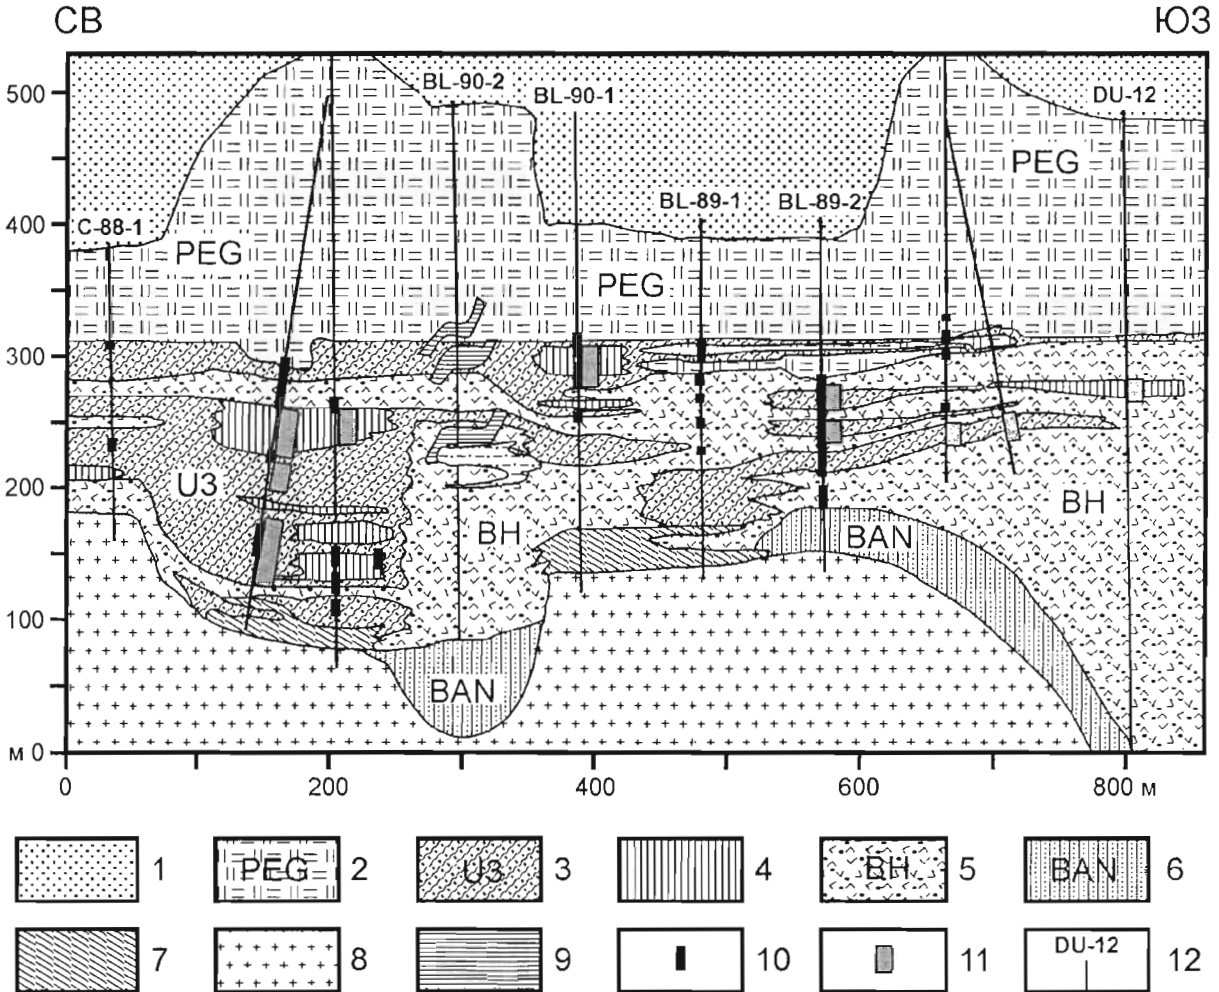 СВ ЮЗ
500
BL-90-2
BL-90-1
DU-12
PEG
400
C-88-1
BL-89-1
BL-89-2
PEG
PEG
300
200
U3
BH
BH
BAN
100
BAN
м 0
0 200 400 600 800 м
1
PEG 2
U3 3
4
BH 5
BAN 6
7
8
9
10
11
DU-12 12